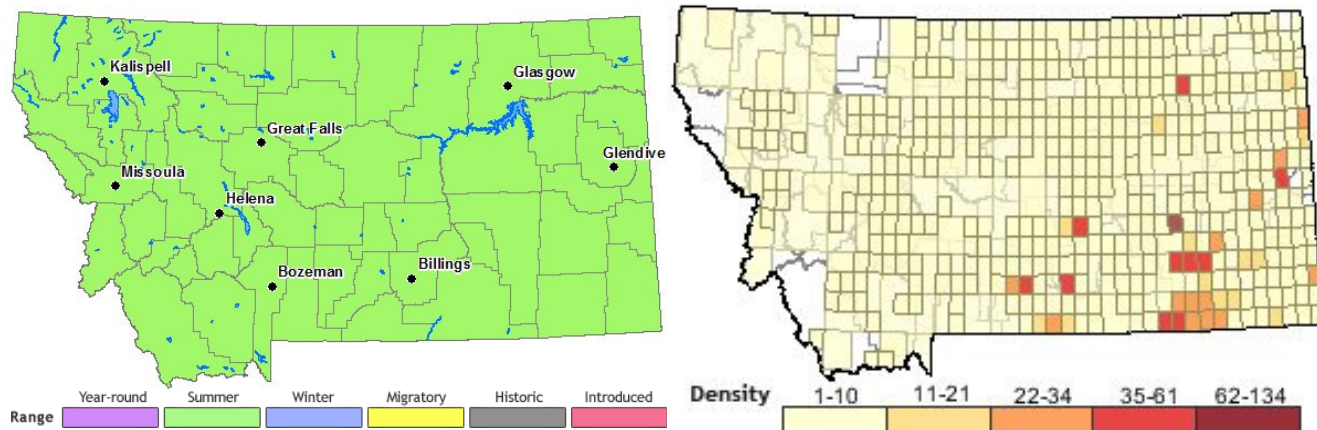 Kalispell
Glasgow
Great Falls
Glendive
Missoula
Helena
Bozeman
Billings
Range Year-round Summer Winter Migratory Historic Introduced
Density 1-10 11-21 22-34 35-61 62-134